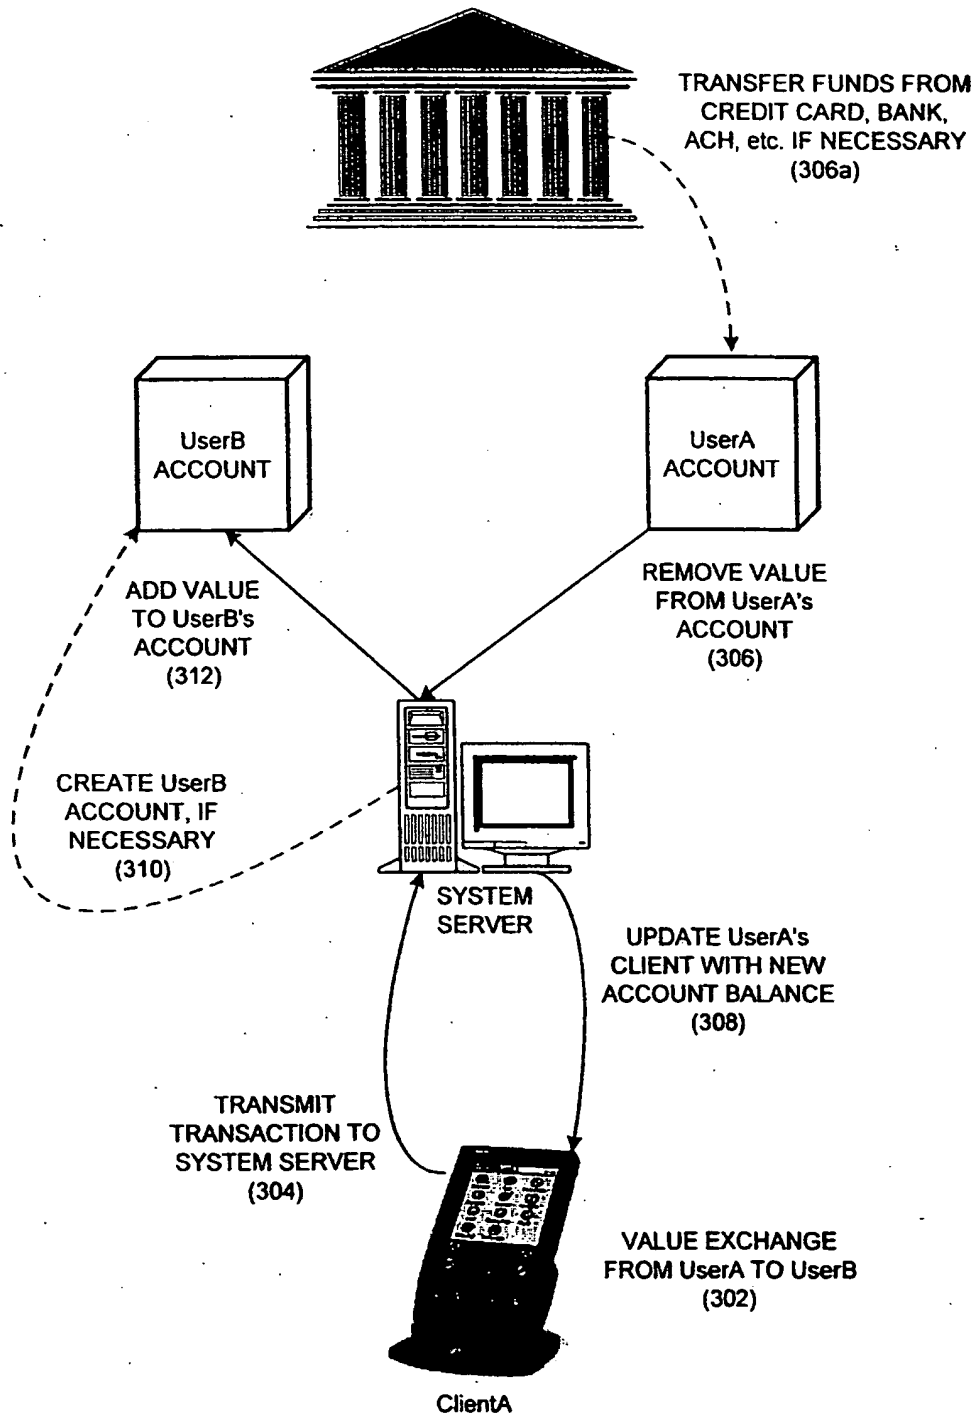 TRANSFER FUNDS FROM
CREDIT CARD, BANK,
ACH, etc. IF NECESSARY
(306a)
UserB
ACCOUNT
UserA
ACCOUNT
ADD VALUE
TO UserB's
ACCOUNT
(312)
REMOVE VALUE
FROM UserA's
ACCOUNT
(306)
CREATE UserB
ACCOUNT, IF
NECESSARY
(310)
SYSTEM
SERVER
UPDATE UserA's
CLIENT WITH NEW
ACCOUNT BALANCE
(308)
TRANSMIT
TRANSACTION TO
SYSTEM SERVER
(304)
VALUE EXCHANGE
FROM UserA TO UserB
(302)
ClientA